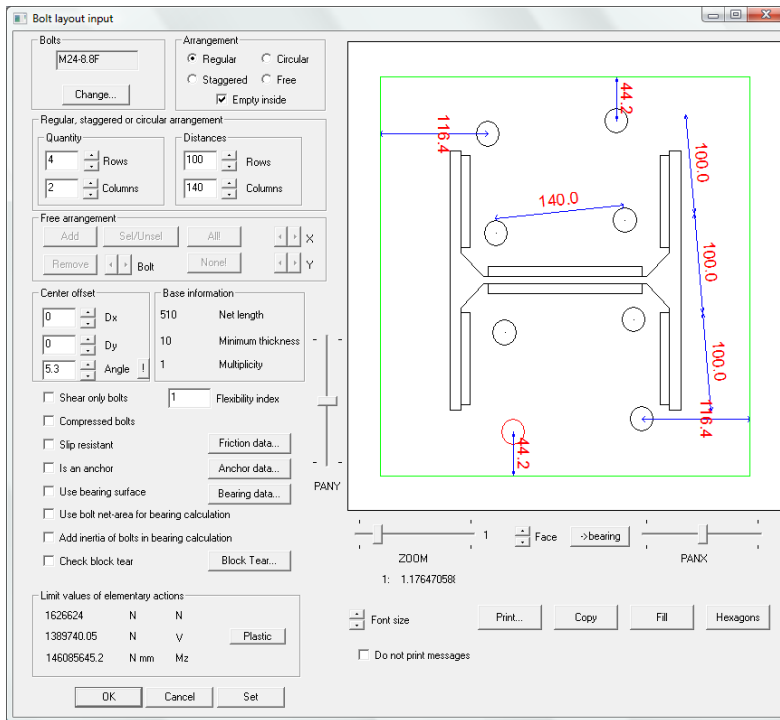 Bolt layout input
Bolts
M24-8.8F
Change...
Arrangement
Regular
Circular
Staggered
Free
Empty inside
Regular, staggered or circular arrangement
Quantity
4 Rows
2 Columns
Distances
100 Rows
140 Columns
Free arrangement
Add
Sel/Unsel
All!
X
Remove
Bolt
None!
Y
Center offset
0 Dx
0 Dy
5.3 Angle !
Base information
510 Net length
10 Minimum thickness
1 Multiplicity
Shear only bolts
1 Flexibility index
Compressed bolts
Slip resistant
Friction data...
Is an anchor
Anchor data...
Use bearing surface
Bearing data...
Use bolt net-area for bearing calculation
Add inertia of bolts in bearing calculation
Check block tear
Block Tear...
PANY
Limit values of elementary actions
1626624 N N
1389740.05 N V
146085645.2 N mm Mz
Plastic
OK
Cancel
Set
44.2
116.4
100.0
140.0
100.0
100.0
116.4
44.2
ZOOM
1
Face
->bearing
PANX
1: 1.1764705
Font size
Print...
Copy
Fill
Hexagons
Do not print messages